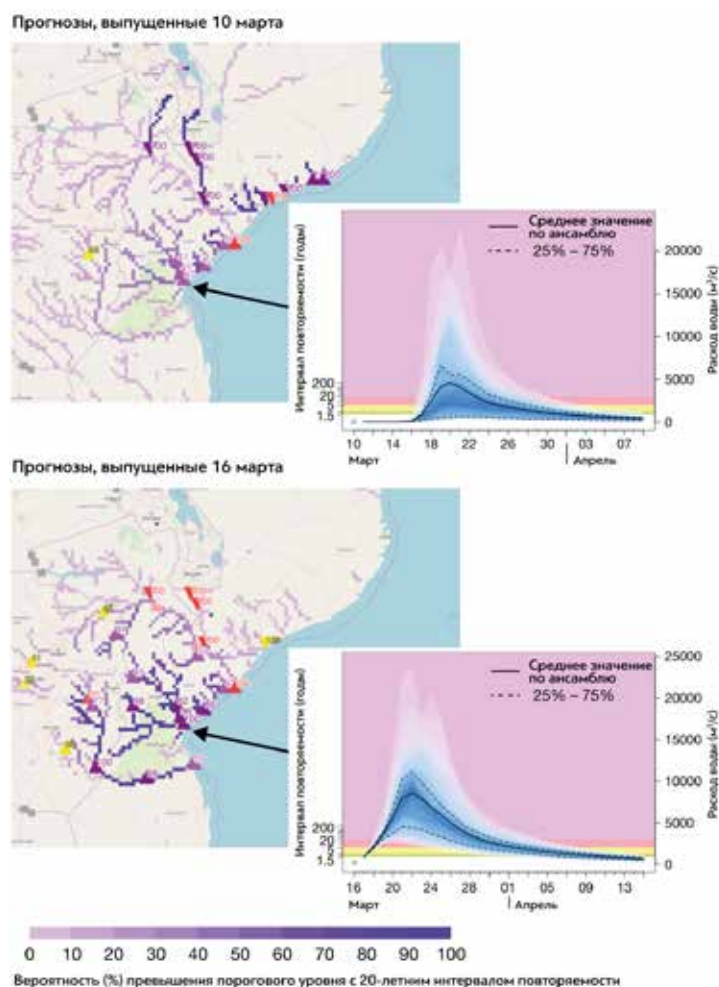 Прогнозы, выпущенные 10 марта
Среднее значение
по ансамблю
25% – 75%
Интервал повторяемости (годы)
200
20
1.5
20000
15000
10000
5000
0
Расход воды (м³/с)
10 14 18 22 26 30 03 07
Март Апрель
Прогнозы, выпущенные 16 марта
Среднее значение
по ансамблю
25% – 75%
Интервал повторяемости (годы)
200
20
1.5
25000
20000
15000
10000
5000
0
Расход воды (м³/с)
16 20 24 28 01 05 09 13
Март Апрель
0 10 20 30 40 50 60 70 80 90 100
Вероятность (%) превышения порогового уровня с 20-летним интервалом повторяемости